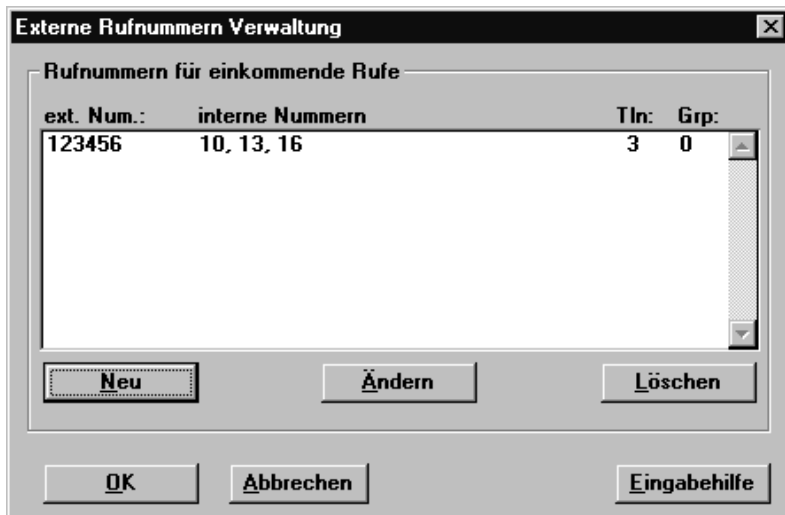 Externe Rufnummern Verwaltung
Rufnummern für einkommende Rufe
ext. Num.: interne Nummern Tln: Grp:
123456 10, 13, 16 3 0
Neu Ändern Löschen
OK Abbrechen Eingabehilfe